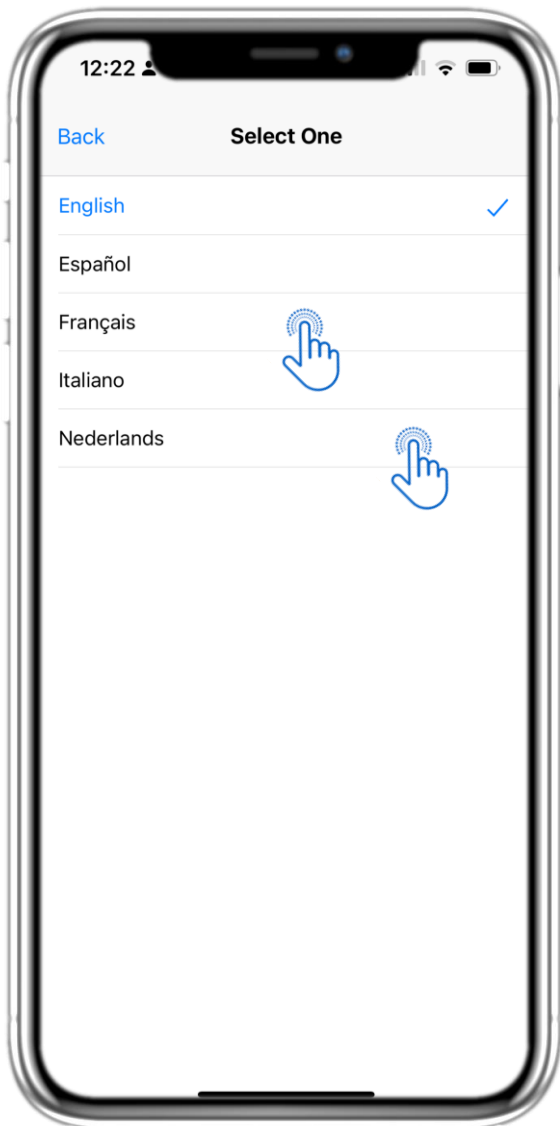 12:22
Back Select One
English
Español
Français
Italiano
Nederlands